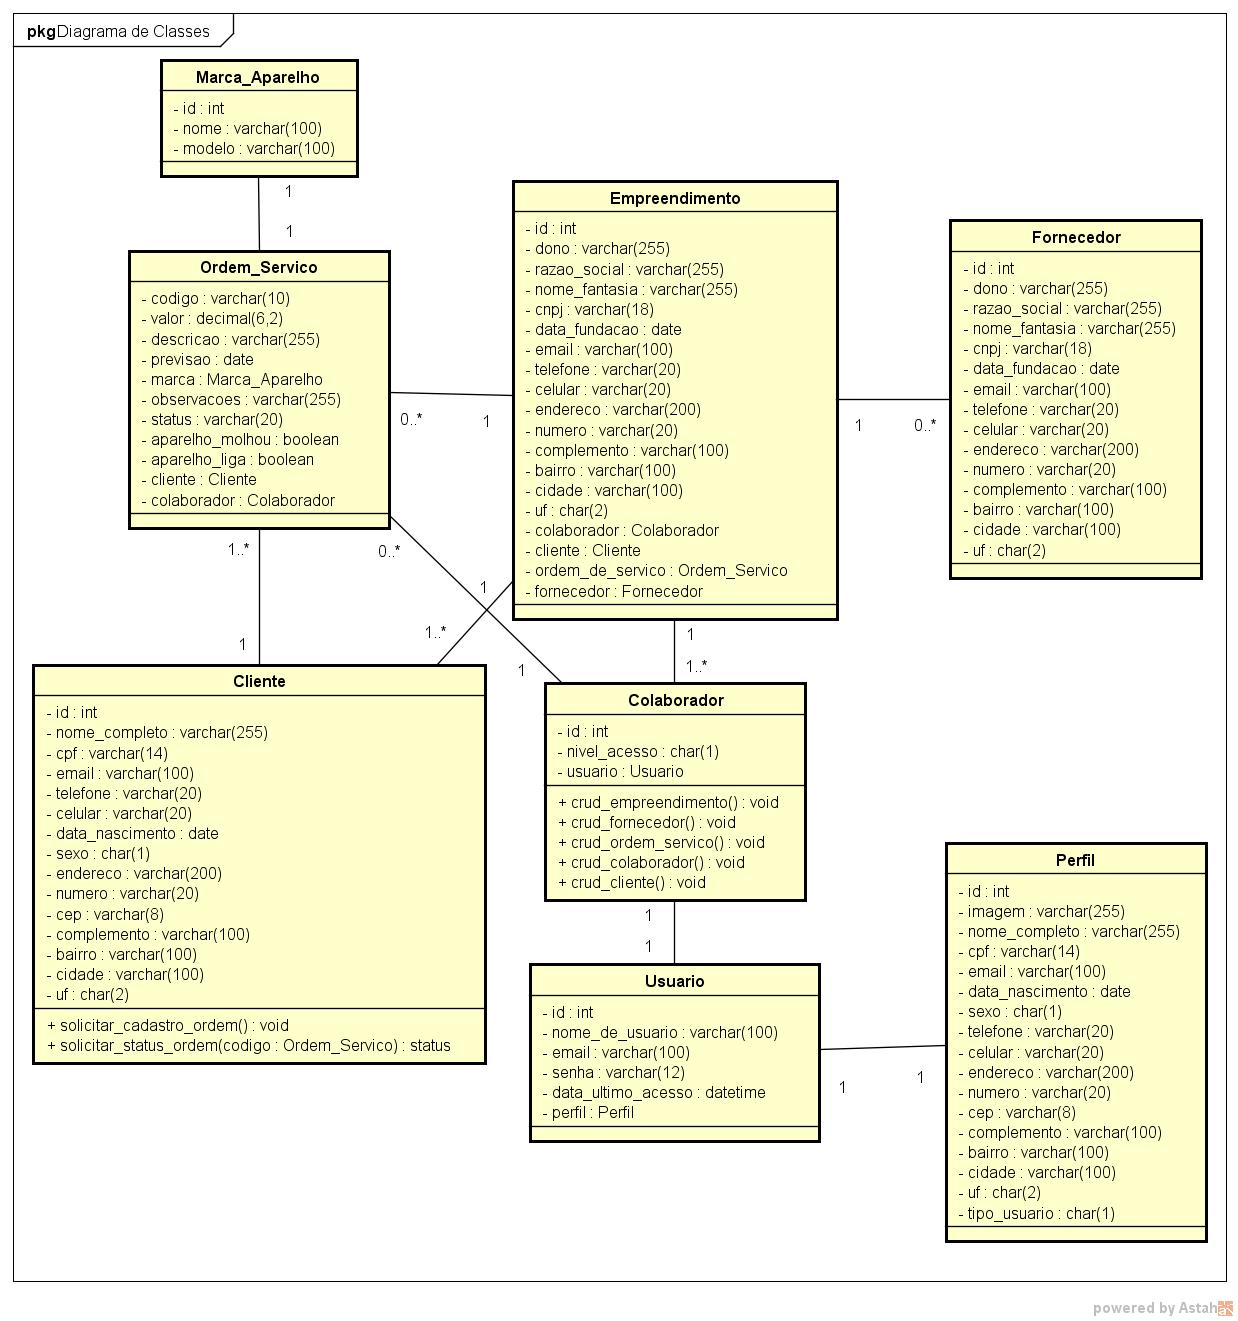 pkg Diagrama de Classes
Marca_Aparelho
- id : int
- nome : varchar(100)
- modelo : varchar(100)
1
1
Ordem_Servico
- codigo : varchar(10)
- valor : decimal(6,2)
- descricao : varchar(255)
- previsao : date
- marca : Marca_Aparelho
- observacoes : varchar(255)
- status : varchar(20)
- aparelho_molhou : boolean
- aparelho_liga : boolean
- cliente : Cliente
- colaborador : Colaborador
0..*
1
Empreendimento
- id : int
- dono : varchar(255)
- razao_social : varchar(255)
- nome_fantasia : varchar(255)
- cnpj : varchar(18)
- data_fundacao : date
- email : varchar(100)
- telefone : varchar(20)
- celular : varchar(20)
- endereco : varchar(200)
- numero : varchar(20)
- complemento : varchar(100)
- bairro : varchar(100)
- cidade : varchar(100)
- uf : char(2)
- colaborador : Colaborador
- cliente : Cliente
- ordem_de_servico : Ordem_Servico
- fornecedor : Fornecedor
1
0..*
Fornecedor
- id : int
- dono : varchar(255)
- razao_social : varchar(255)
- nome_fantasia : varchar(255)
- cnpj : varchar(18)
- data_fundacao : date
- email : varchar(100)
- telefone : varchar(20)
- celular : varchar(20)
- endereco : varchar(200)
- numero : varchar(20)
- complemento : varchar(100)
- bairro : varchar(100)
- cidade : varchar(100)
- uf : char(2)
1..*
0..*
1
1..*
1
1
1
1..*
Cliente
- id : int
- nome_completo : varchar(255)
- cpf : varchar(14)
- email : varchar(100)
- telefone : varchar(20)
- celular : varchar(20)
- data_nascimento : date
- sexo : char(1)
- endereco : varchar(200)
- numero : varchar(20)
- cep : varchar(8)
- complemento : varchar(100)
- bairro : varchar(100)
- cidade : varchar(100)
- uf : char(2)
+ solicitar_cadastro_ordem() : void
+ solicitar_status_ordem(codigo : Ordem_Servico) : status
Colaborador
- id : int
- nivel_acesso : char(1)
- usuario : Usuario
+ crud_empreendimento() : void
+ crud_fornecedor() : void
+ crud_ordem_servico() : void
+ crud_colaborador() : void
+ crud_cliente() : void
1
1
Usuario
- id : int
- nome_de_usuario : varchar(100)
- email : varchar(100)
- senha : varchar(12)
- data_ultimo_acesso : datetime
- perfil : Perfil
1
1
Perfil
- id : int
- imagem : varchar(255)
- nome_completo : varchar(255)
- cpf : varchar(14)
- email : varchar(100)
- data_nascimento : date
- sexo : char(1)
- telefone : varchar(20)
- celular : varchar(20)
- endereco : varchar(200)
- numero : varchar(20)
- cep : varchar(8)
- complemento : varchar(100)
- bairro : varchar(100)
- cidade : varchar(100)
- uf : char(2)
- tipo_usuario : char(1)
powered by Astah